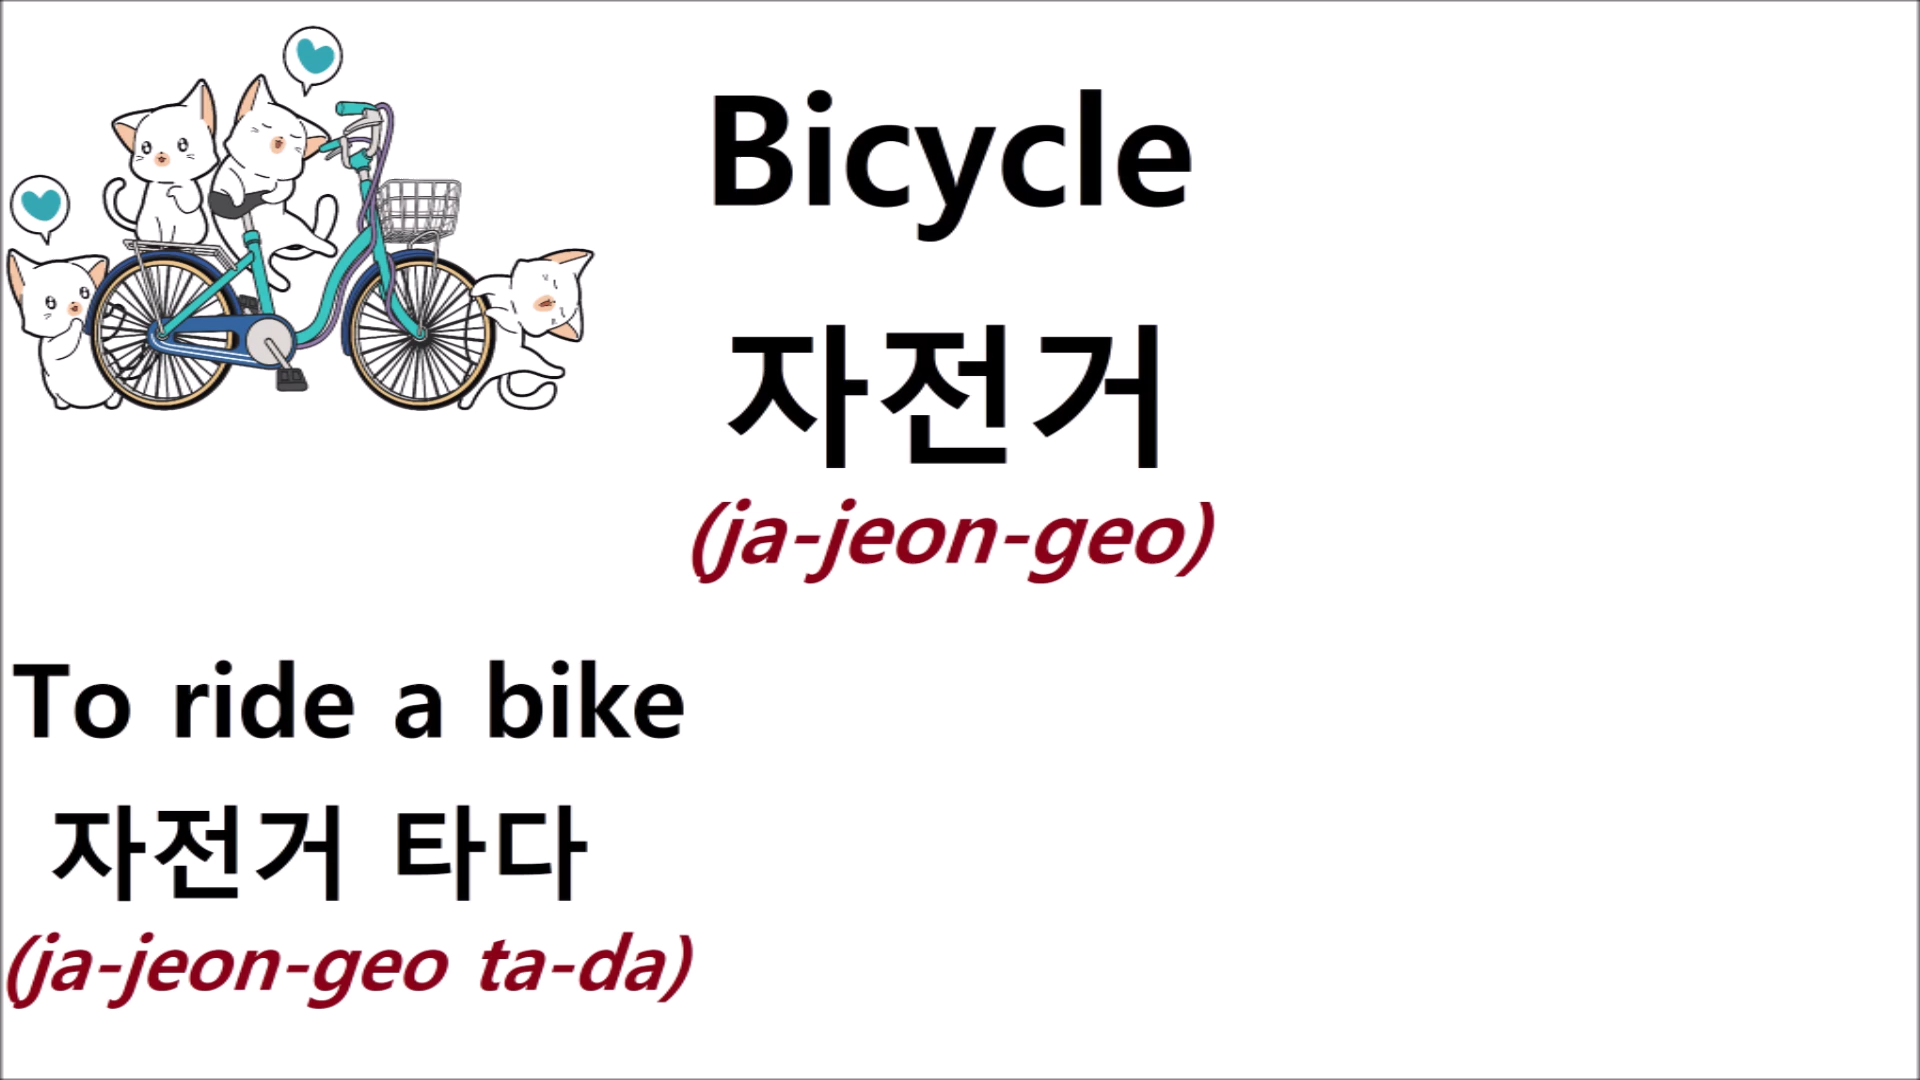 Bicycle
자전거
(ja-jeon-geo)
To ride a bike
자전거 타다
(ja-jeon-geo ta-da)